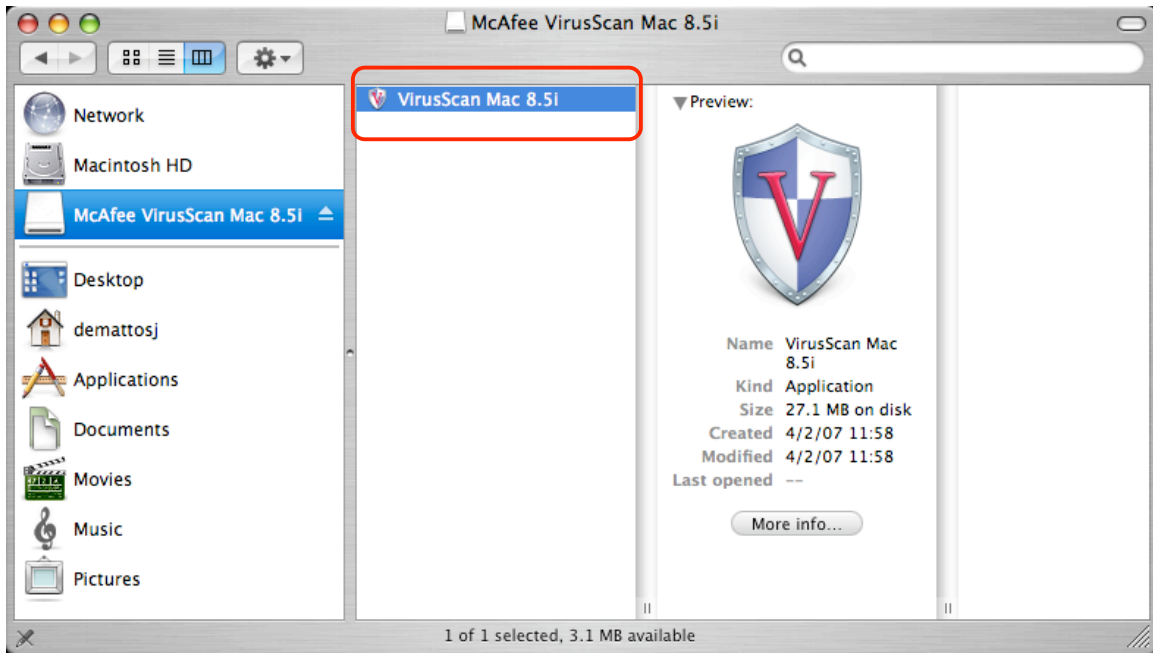 McAfee VirusScan Mac 8.5i
Network
Macintosh HD
McAfee VirusScan Mac 8.5i
Desktop
demattosj
Applications
Documents
Movies
Music
Pictures
VirusScan Mac 8.5i
Preview:
V
Name VirusScan Mac
8.5i
Kind Application
Size 27.1 MB on disk
Created 4/2/07 11:58
Modified 4/2/07 11:58
Last opened --
More info...
1 of 1 selected, 3.1 MB available